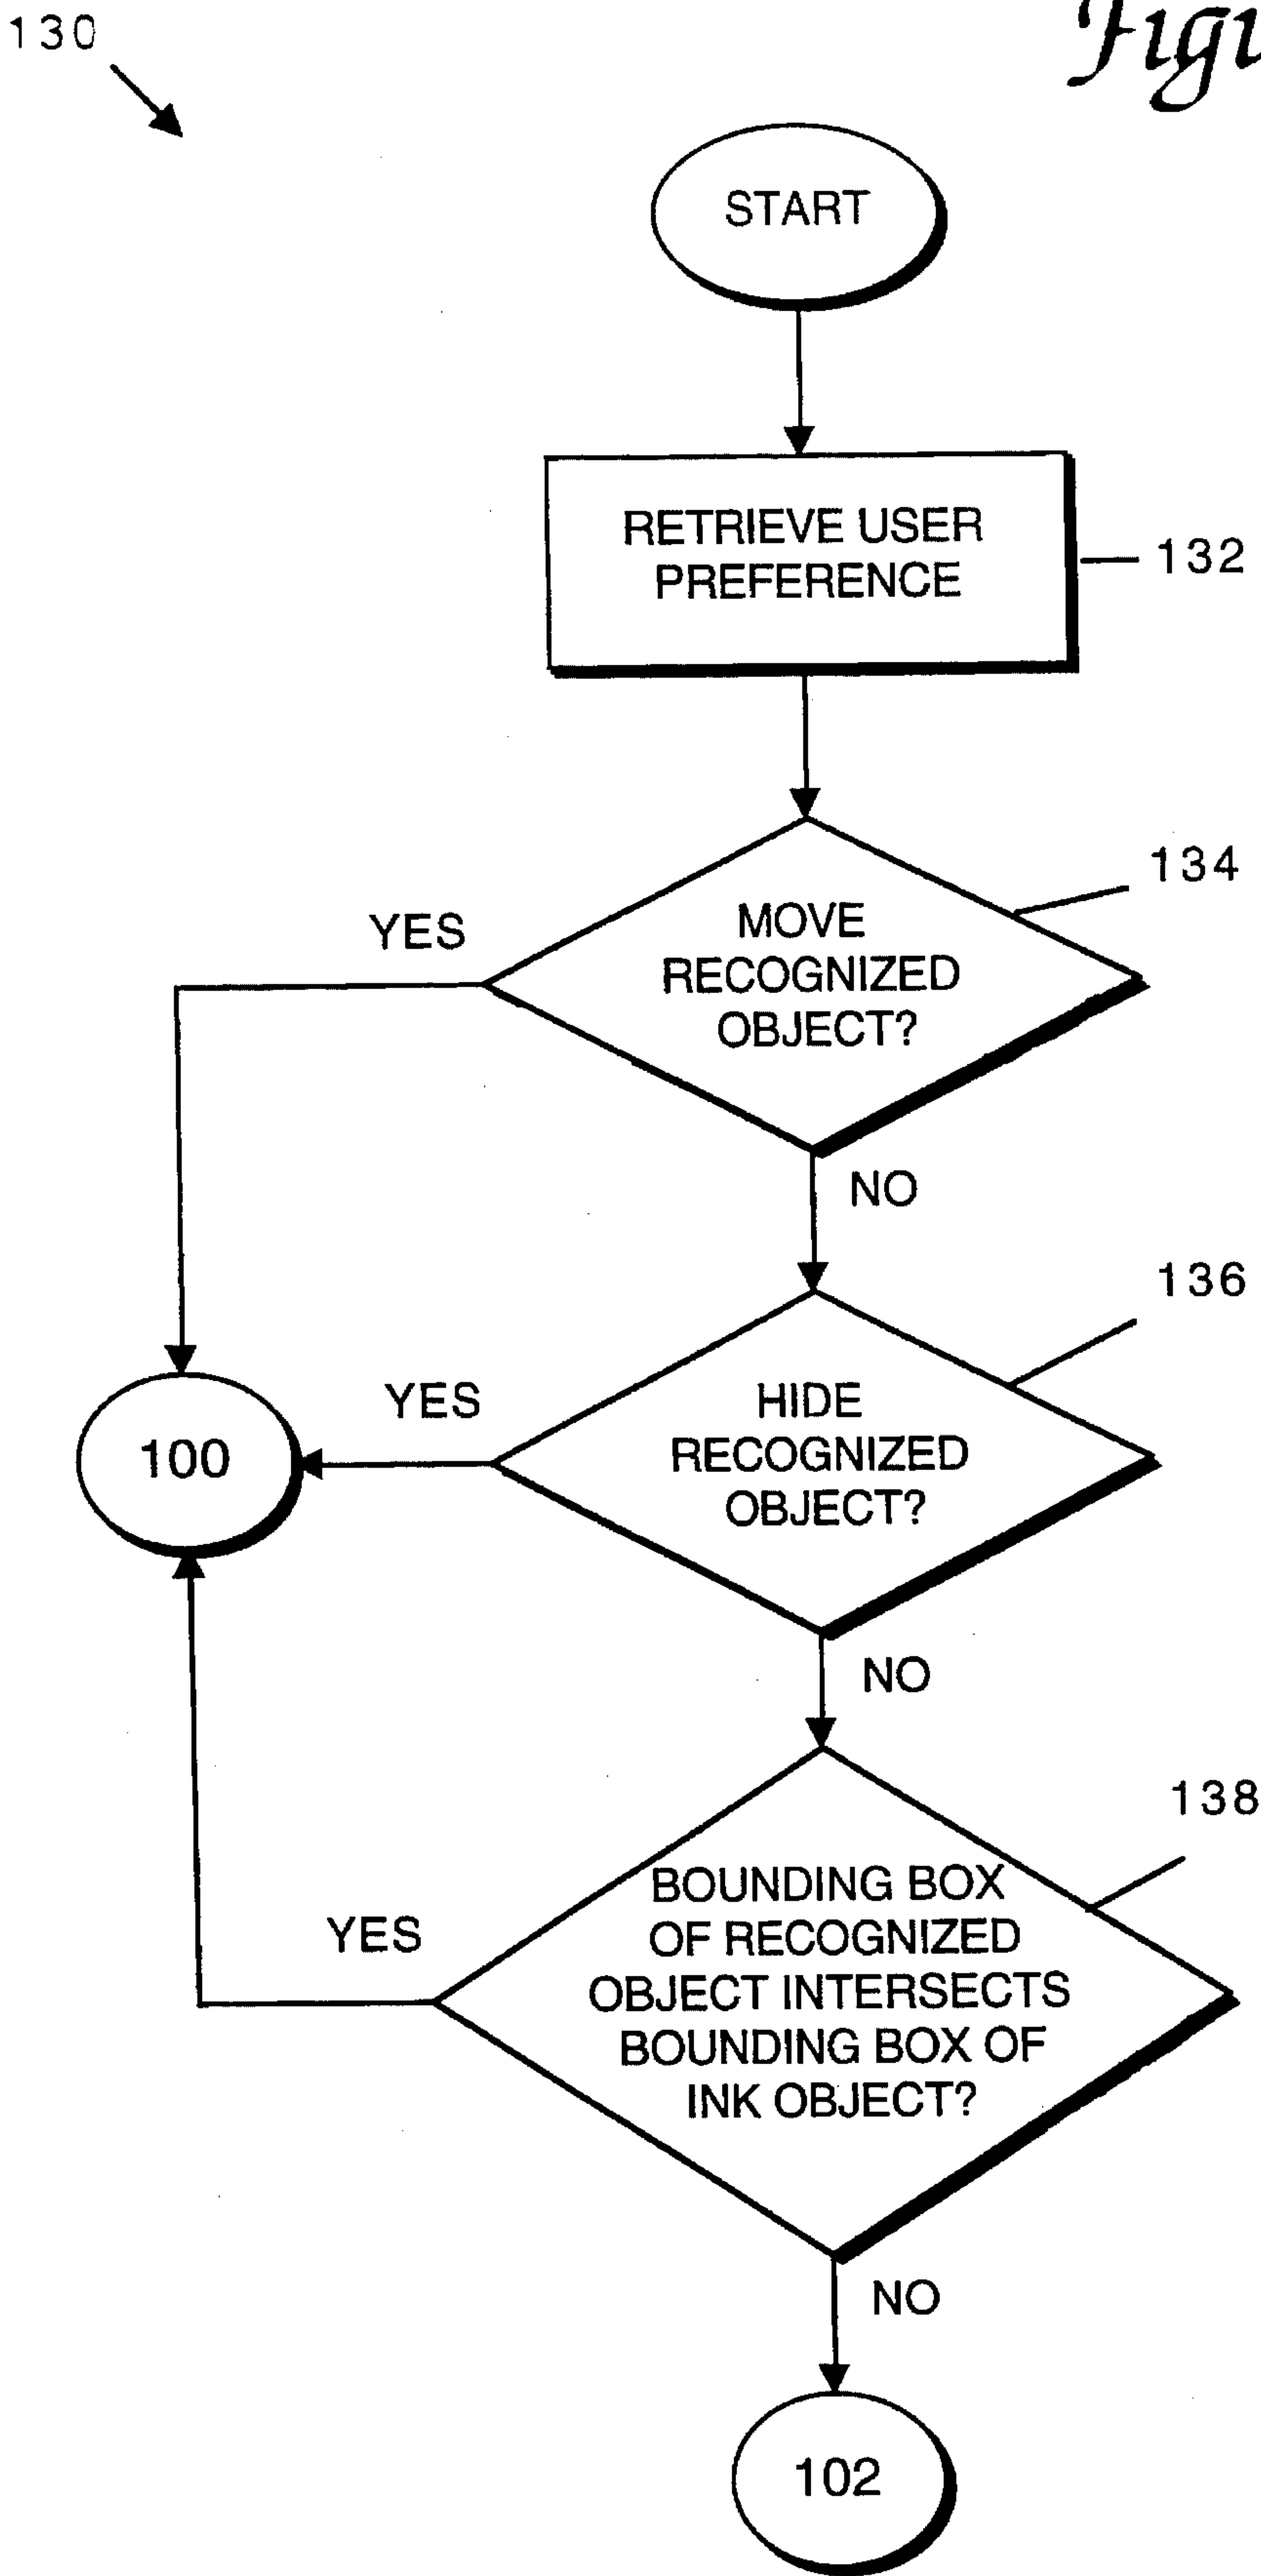 130
START
RETRIEVE USER
PREFERENCE
132
134
MOVE
RECOGNIZED
OBJECT?
YES
NO
136
HIDE
RECOGNIZED
OBJECT?
YES
100
NO
138
BOUNDING BOX
OF RECOGNIZED
OBJECT INTERSECTS
BOUNDING BOX OF
INK OBJECT?
YES
NO
102